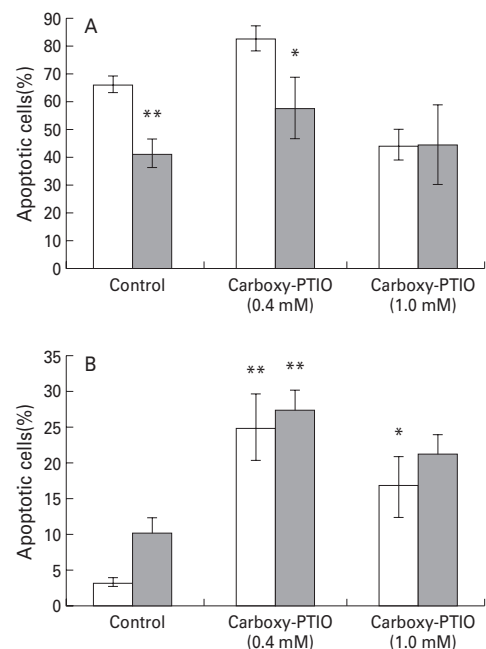 A
Apoptotic cells(%)
90
80
70
60
50
40
30
20
10
0
**
*
Control
Carboxy-PTIO
(0.4 mM)
Carboxy-PTIO
(1.0 mM)
B
Apoptotic cells(%)
35
30
25
20
15
10
5
0
**
**
*
Control
Carboxy-PTIO
(0.4 mM)
Carboxy-PTIO
(1.0 mM)